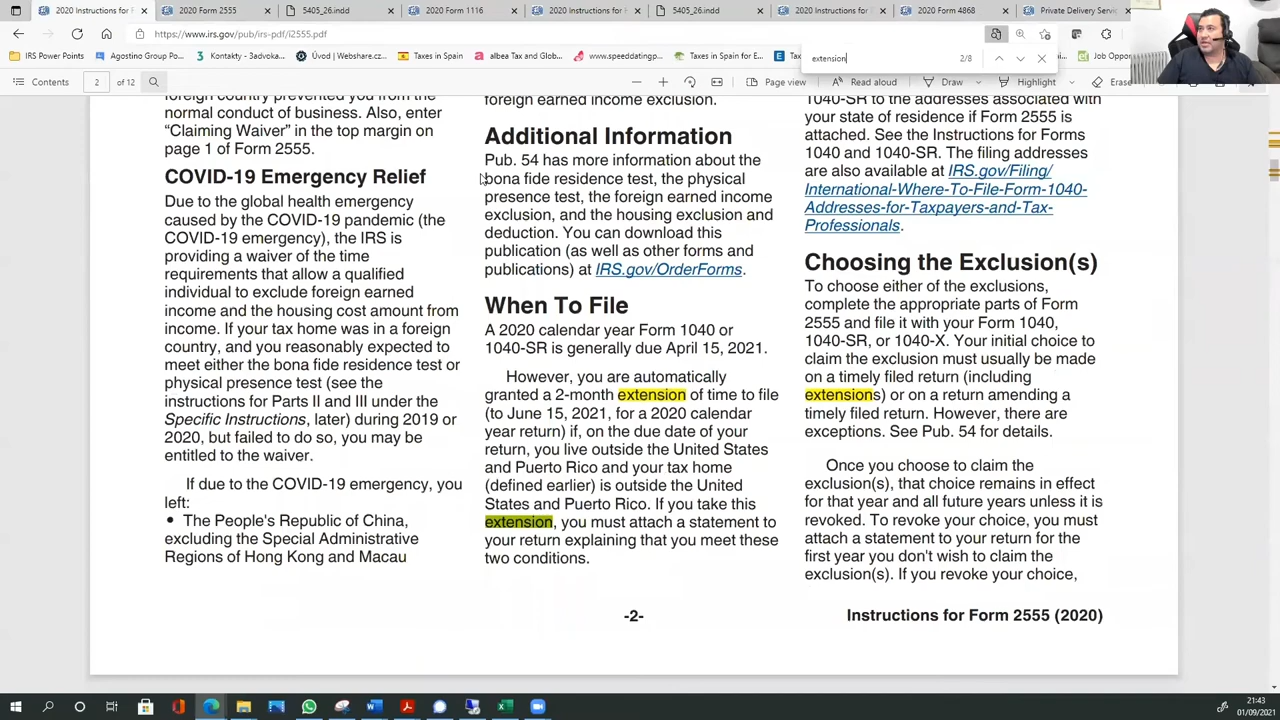 2020 Instructions for F
2020 Form 2555
5405_26.indd
2020 Form 1116
2020 Instructions for
5405_26.indd
2020 Instructions for
2020 Form 4868
Private Delivery Servic
https://www.irs.gov/pub/irs-pdf/i2555.pdf
IRS Power Points
Agostino Group Po...
Kontakty - Advokát...
Úvod | Webshare.cz...
Taxes in Spain
albea Tax and Glob...
www.speeddating...
Taxes in Spain for E...
Tax
Job Oppor
extension
2/8
Contents
2
of 12
Page view
Read aloud
Draw
Highlight
Erase
foreign country prevented you from the
normal conduct of business. Also, enter
“Claiming Waiver” in the top margin on
page 1 of Form 2555.
COVID-19 Emergency Relief
Due to the global health emergency
caused by the COVID-19 pandemic (the
COVID-19 emergency), the IRS is
providing a waiver of the time
requirements that allow a qualified
individual to exclude foreign earned
income and the housing cost amount from
income. If your tax home was in a foreign
country, and you reasonably expected to
meet either the bona fide residence test or
physical presence test (see the
instructions for Parts II and III under the
Specific Instructions, later) during 2019 or
2020, but failed to do so, you may be
entitled to the waiver.
If due to the COVID-19 emergency, you
left:
• The People's Republic of China,
excluding the Special Administrative
Regions of Hong Kong and Macau
foreign earned income exclusion.
Additional Information
Pub. 54 has more information about the
bona fide residence test, the physical
presence test, the foreign earned income
exclusion, and the housing exclusion and
deduction. You can download this
publication (as well as other forms and
publications) at IRS.gov/OrderForms.
When To File
A 2020 calendar year Form 1040 or
1040-SR is generally due April 15, 2021.
However, you are automatically
granted a 2-month extension of time to file
(to June 15, 2021, for a 2020 calendar
year return) if, on the due date of your
return, you live outside the United States
and Puerto Rico and your tax home
(defined earlier) is outside the United
States and Puerto Rico. If you take this
extension, you must attach a statement to
your return explaining that you meet these
two conditions.
1040-SR to the addresses associated with
your state of residence if Form 2555 is
attached. See the Instructions for Forms
1040 and 1040-SR. The filing addresses
are also available at IRS.gov/Filing/
International-Where-To-File-Form-1040-
Addresses-for-Taxpayers-and-Tax-
Professionals.
Choosing the Exclusion(s)
To choose either of the exclusions,
complete the appropriate parts of Form
2555 and file it with your Form 1040,
1040-SR, or 1040-X. Your initial choice to
claim the exclusion must usually be made
on a timely filed return (including
extensions) or on a return amending a
timely filed return. However, there are
exceptions. See Pub. 54 for details.
Once you choose to claim the
exclusion(s), that choice remains in effect
for that year and all future years unless it is
revoked. To revoke your choice, you must
attach a statement to your return for the
first year you don't wish to claim the
exclusion(s). If you revoke your choice,
-2-
Instructions for Form 2555 (2020)
21:43
01/09/2021